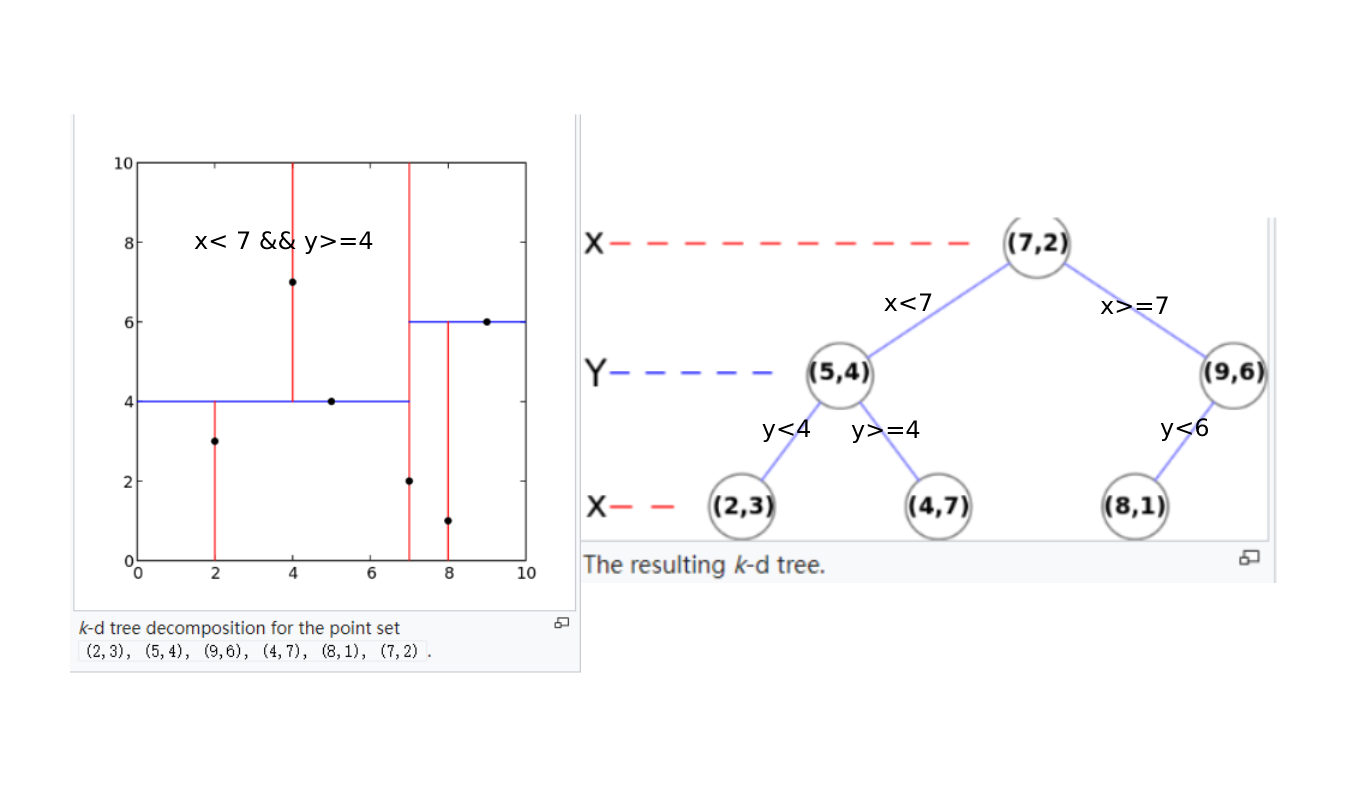 10
8
6
4
2
0
x< 7 && y>=4
0 2 4 6 8 10
k-d tree decomposition for the point set
(2,3), (5,4), (9,6), (4,7), (8,1), (7,2) .
X (7,2)
x<7 x>=7
Y (5,4) (9,6)
y<4 y>=4 y<6
X (2,3) (4,7) (8,1)
The resulting k-d tree.